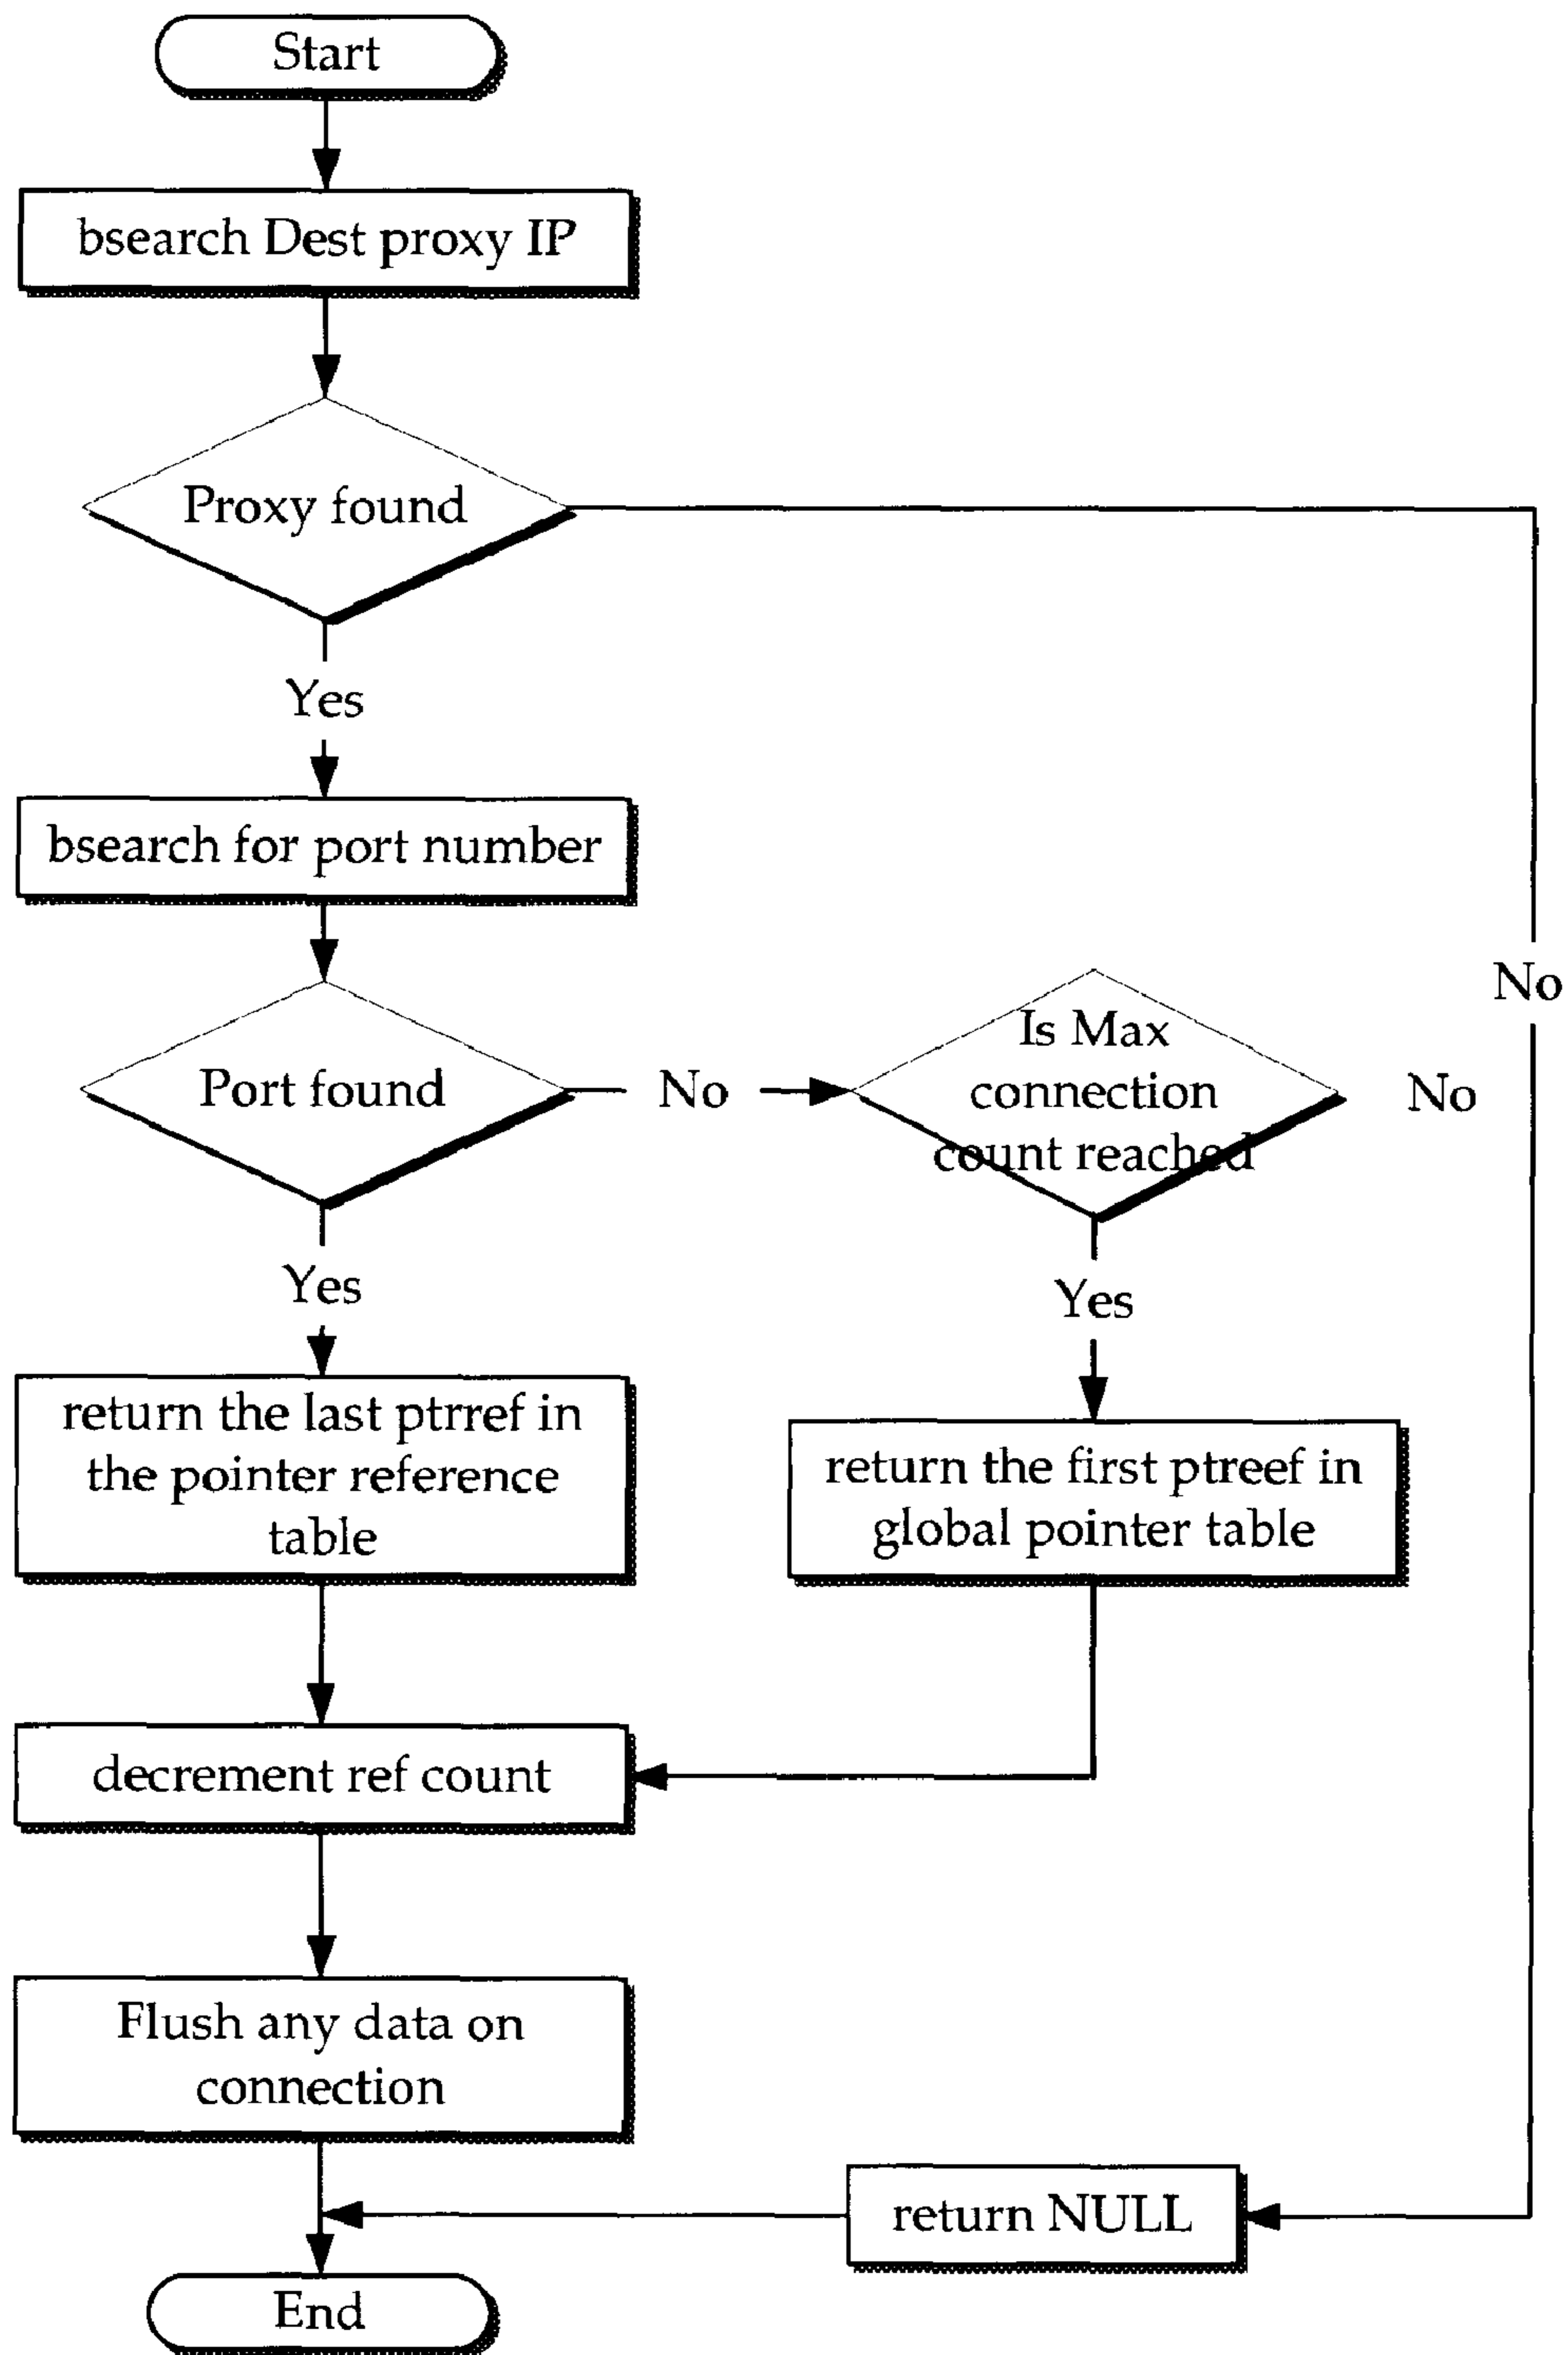 Start
bsearch Dest proxy IP
Proxy found
Yes
bsearch for port number
No
Port found
No
Is Max
connection
count reached
No
Yes
Yes
return the last ptrref in
the pointer reference
table
return the first ptreef in
global pointer table
decrement ref count
Flush any data on
connection
return NULL
End